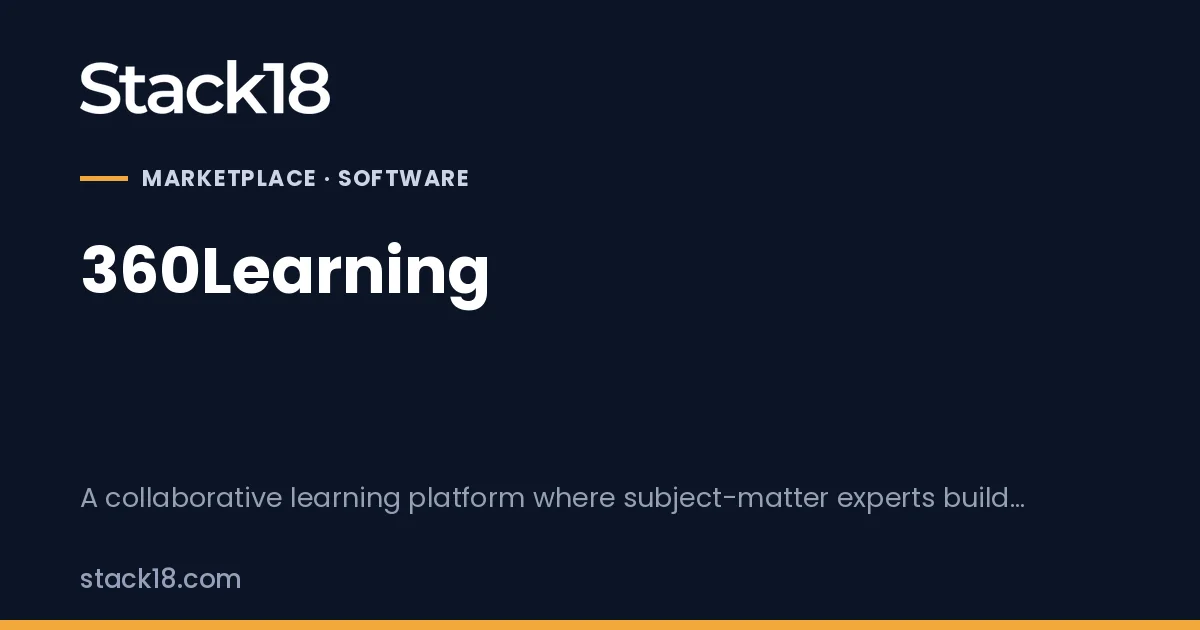 Stack18
MARKETPLACE · SOFTWARE
360Learning
A collaborative learning platform where subject-matter experts build...
stack18.com